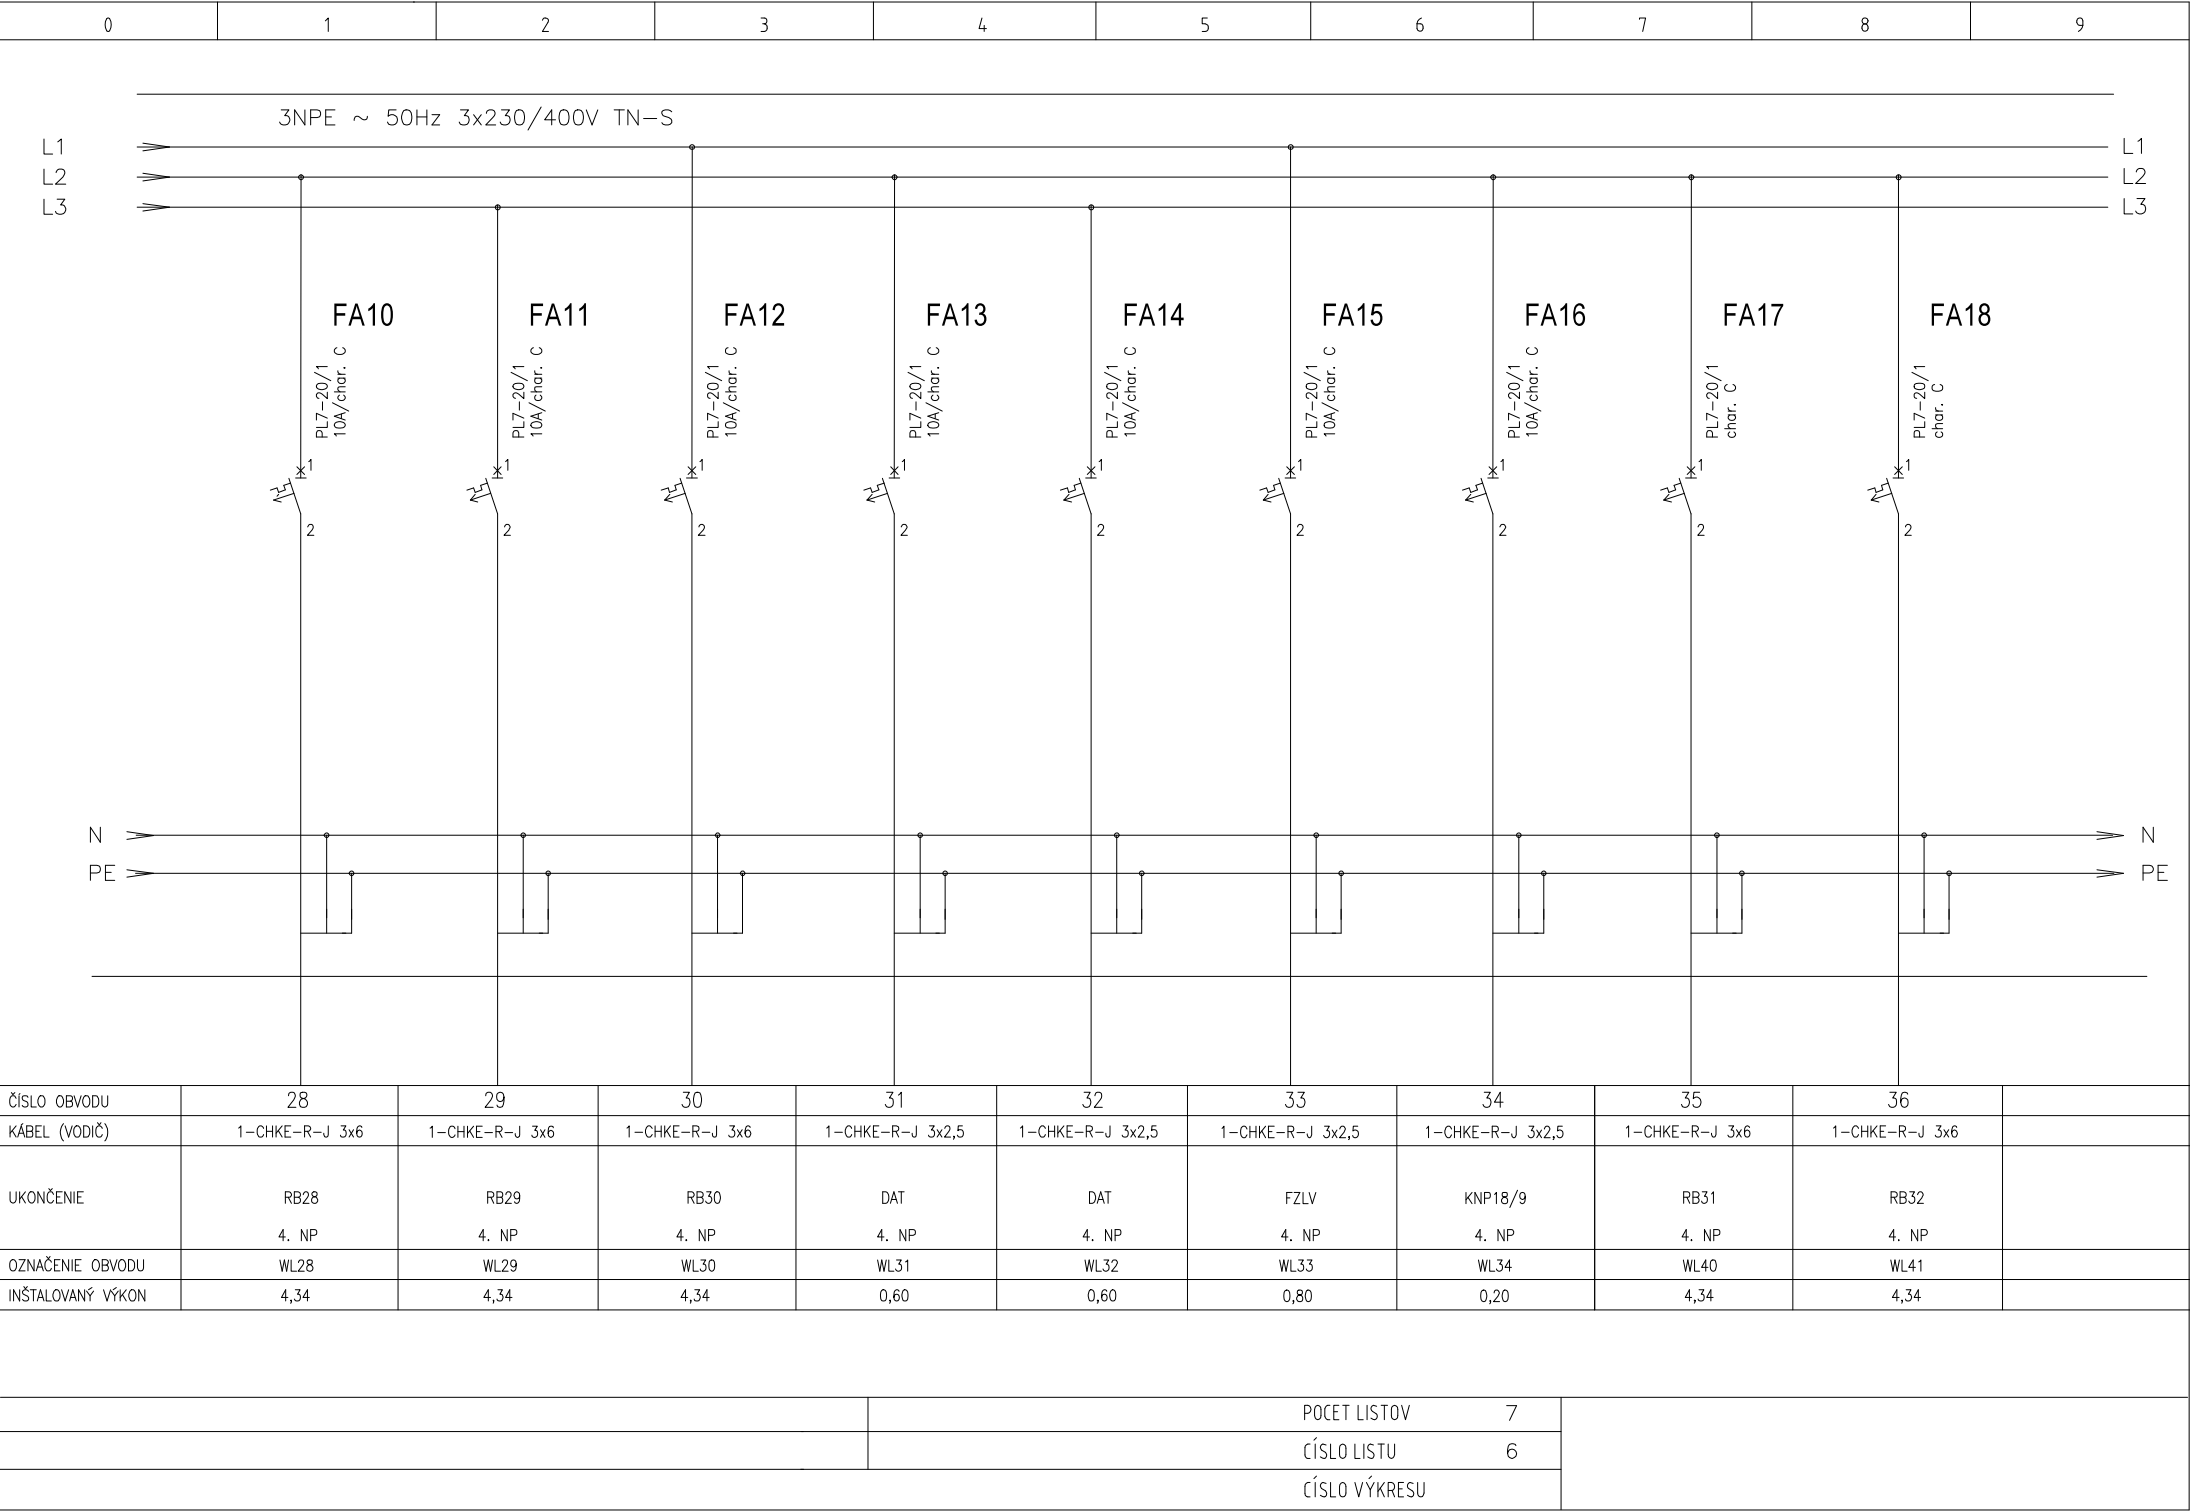 0 1 2 3 4 5 6 7 8 9
3NPE ~ 50Hz 3x230/400V TN-S
L1 L1
L2 L2
L3 L3
FA10 FA11 FA12 FA13 FA14 FA15 FA16 FA17 FA18
PL7-20/1
10A/char. C
PL7-20/1
10A/char. C
PL7-20/1
10A/char. C
PL7-20/1
10A/char. C
PL7-20/1
10A/char. C
PL7-20/1
10A/char. C
PL7-20/1
10A/char. C
PL7-20/1
char. C
PL7-20/1
char. C
1 1 1 1 1 1 1 1 1
2 2 2 2 2 2 2 2 2
N N
PE PE
ČÍSLO OBVODU 28 29 30 31 32 33 34 35 36
KÁBEL (VODIČ) 1-CHKE-R-J 3x6 1-CHKE-R-J 3x6 1-CHKE-R-J 3x6 1-CHKE-R-J 3x2,5 1-CHKE-R-J 3x2,5 1-CHKE-R-J 3x2,5 1-CHKE-R-J 3x2,5 1-CHKE-R-J 3x6 1-CHKE-R-J 3x6
UKONČENIE RB28 RB29 RB30 DAT DAT FZLV KNP18/9 RB31 RB32
4. NP 4. NP 4. NP 4. NP 4. NP 4. NP 4. NP 4. NP 4. NP
OZNAČENIE OBVODU WL28 WL29 WL30 WL31 WL32 WL33 WL34 WL40 WL41
INŠTALOVANÝ VÝKON 4,34 4,34 4,34 0,60 0,60 0,80 0,20 4,34 4,34
POCET LISTOV 7
CÍSLO LISTU 6
CÍSLO VÝKRESU